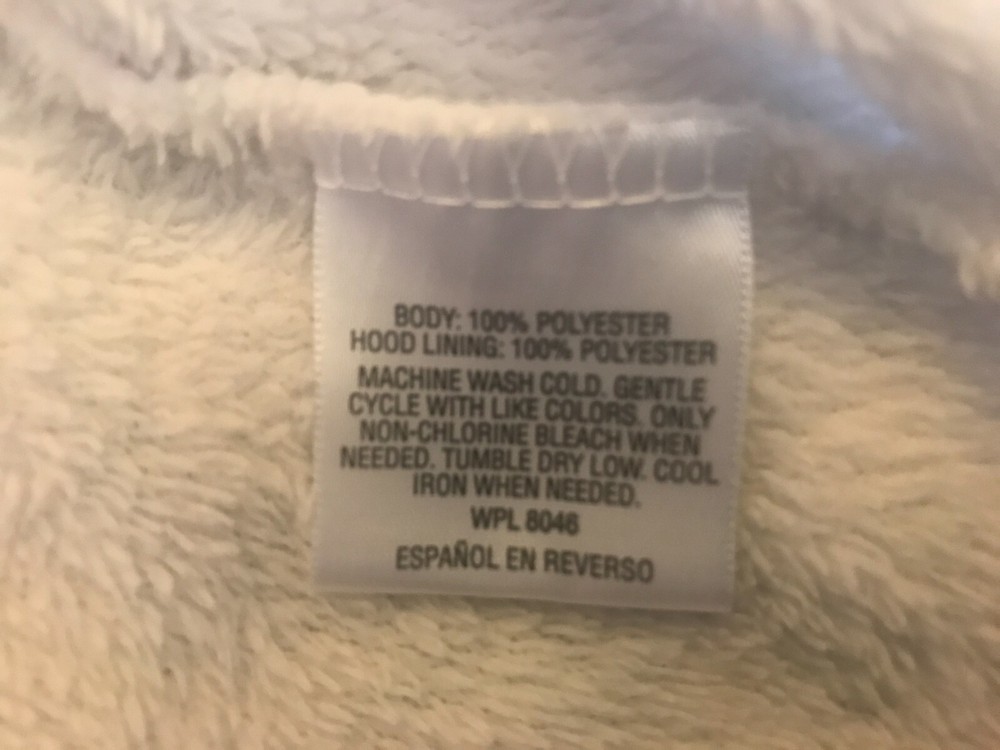 BODY: 100% POLYESTER
HOOD LINING: 100% POLYESTER
MACHINE WASH COLD. GENTLE
CYCLE WITH LIKE COLORS. ONLY
NON-CHLORINE BLEACH WHEN
NEEDED. TUMBLE DRY LOW. COOL
IRON WHEN NEEDED.
WPL 8046
ESPAÑOL EN REVERSO